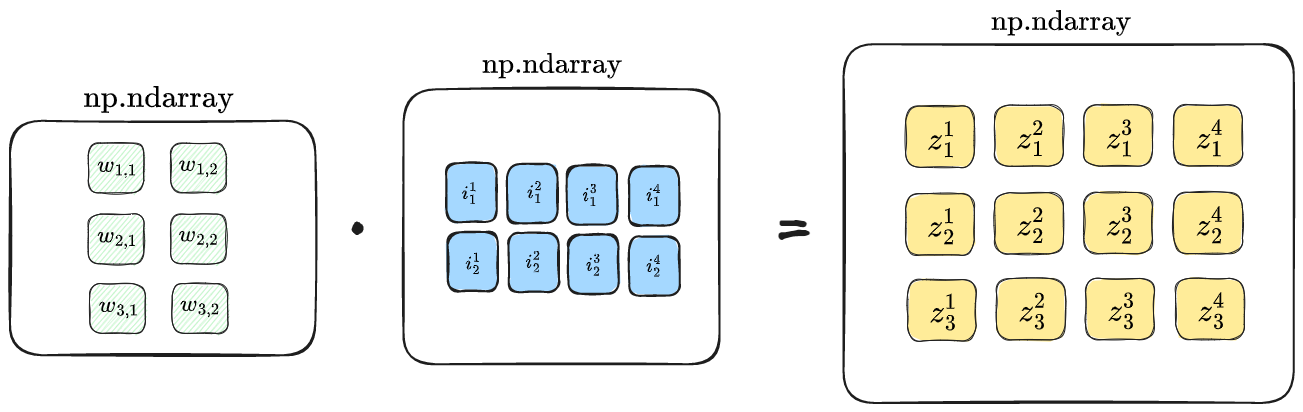 np.ndarray
w_{1,1} w_{1,2}
w_{2,1} w_{2,2}
w_{3,1} w_{3,2}
•
np.ndarray
i_1^1 i_1^2 i_1^3 i_1^4
i_2^1 i_2^2 i_2^3 i_2^4
=
np.ndarray
z_1^1 z_1^2 z_1^3 z_1^4
z_2^1 z_2^2 z_2^3 z_2^4
z_3^1 z_3^2 z_3^3 z_3^4